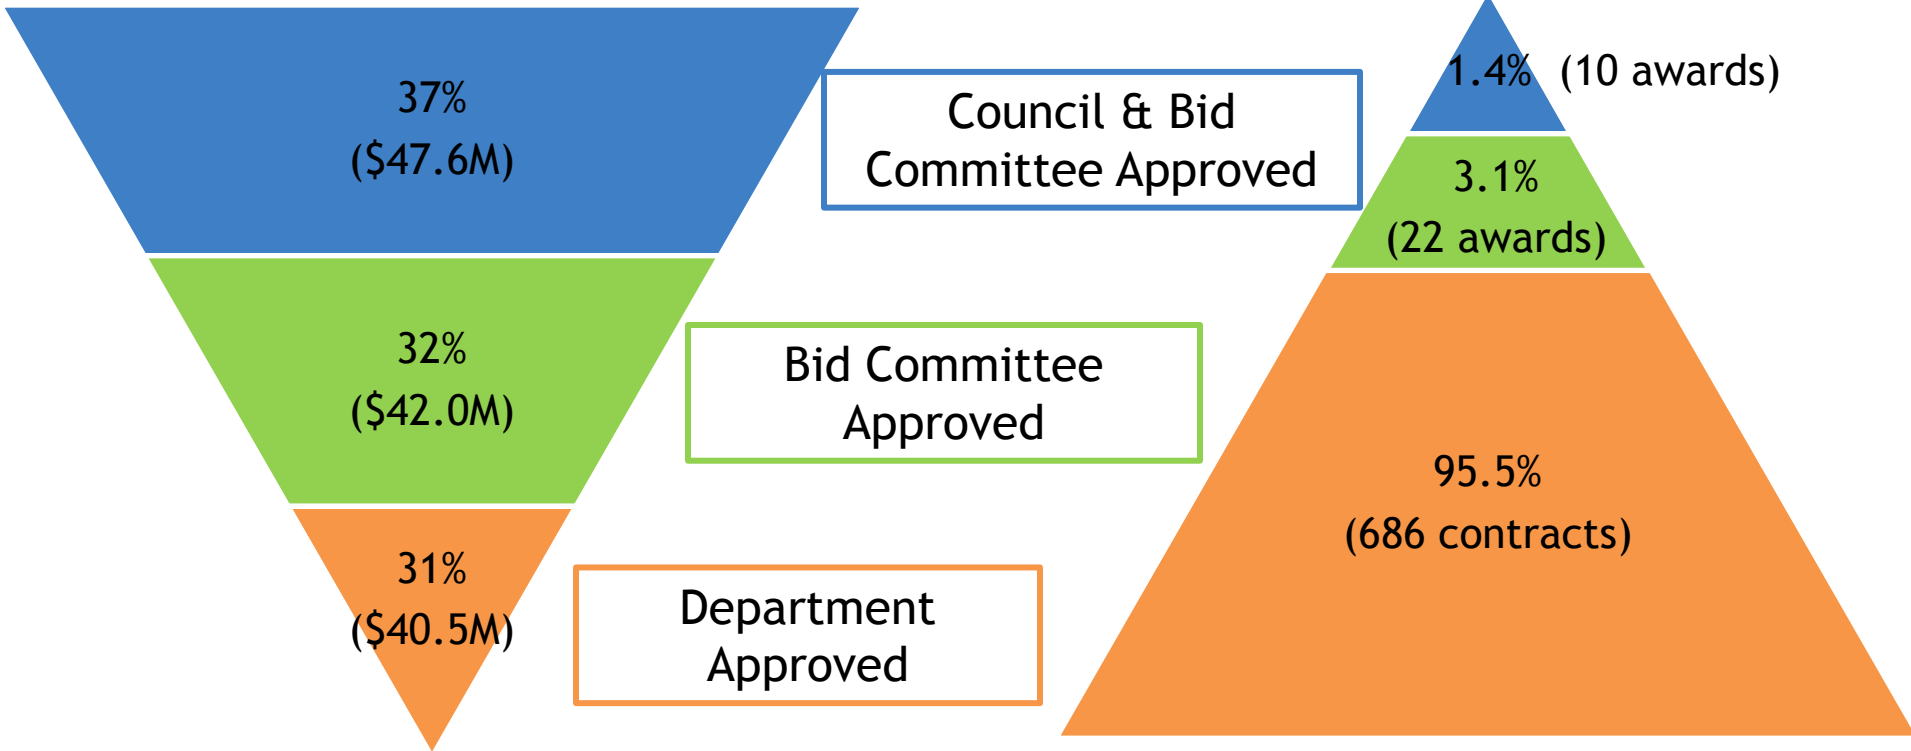 37%
($47.6M)
32%
($42.0M)
31%
($40.5M)
Council & Bid
Committee Approved
Bid Committee
Approved
Department
Approved
1.4% (10 awards)
3.1%
(22 awards)
95.5%
(686 contracts)